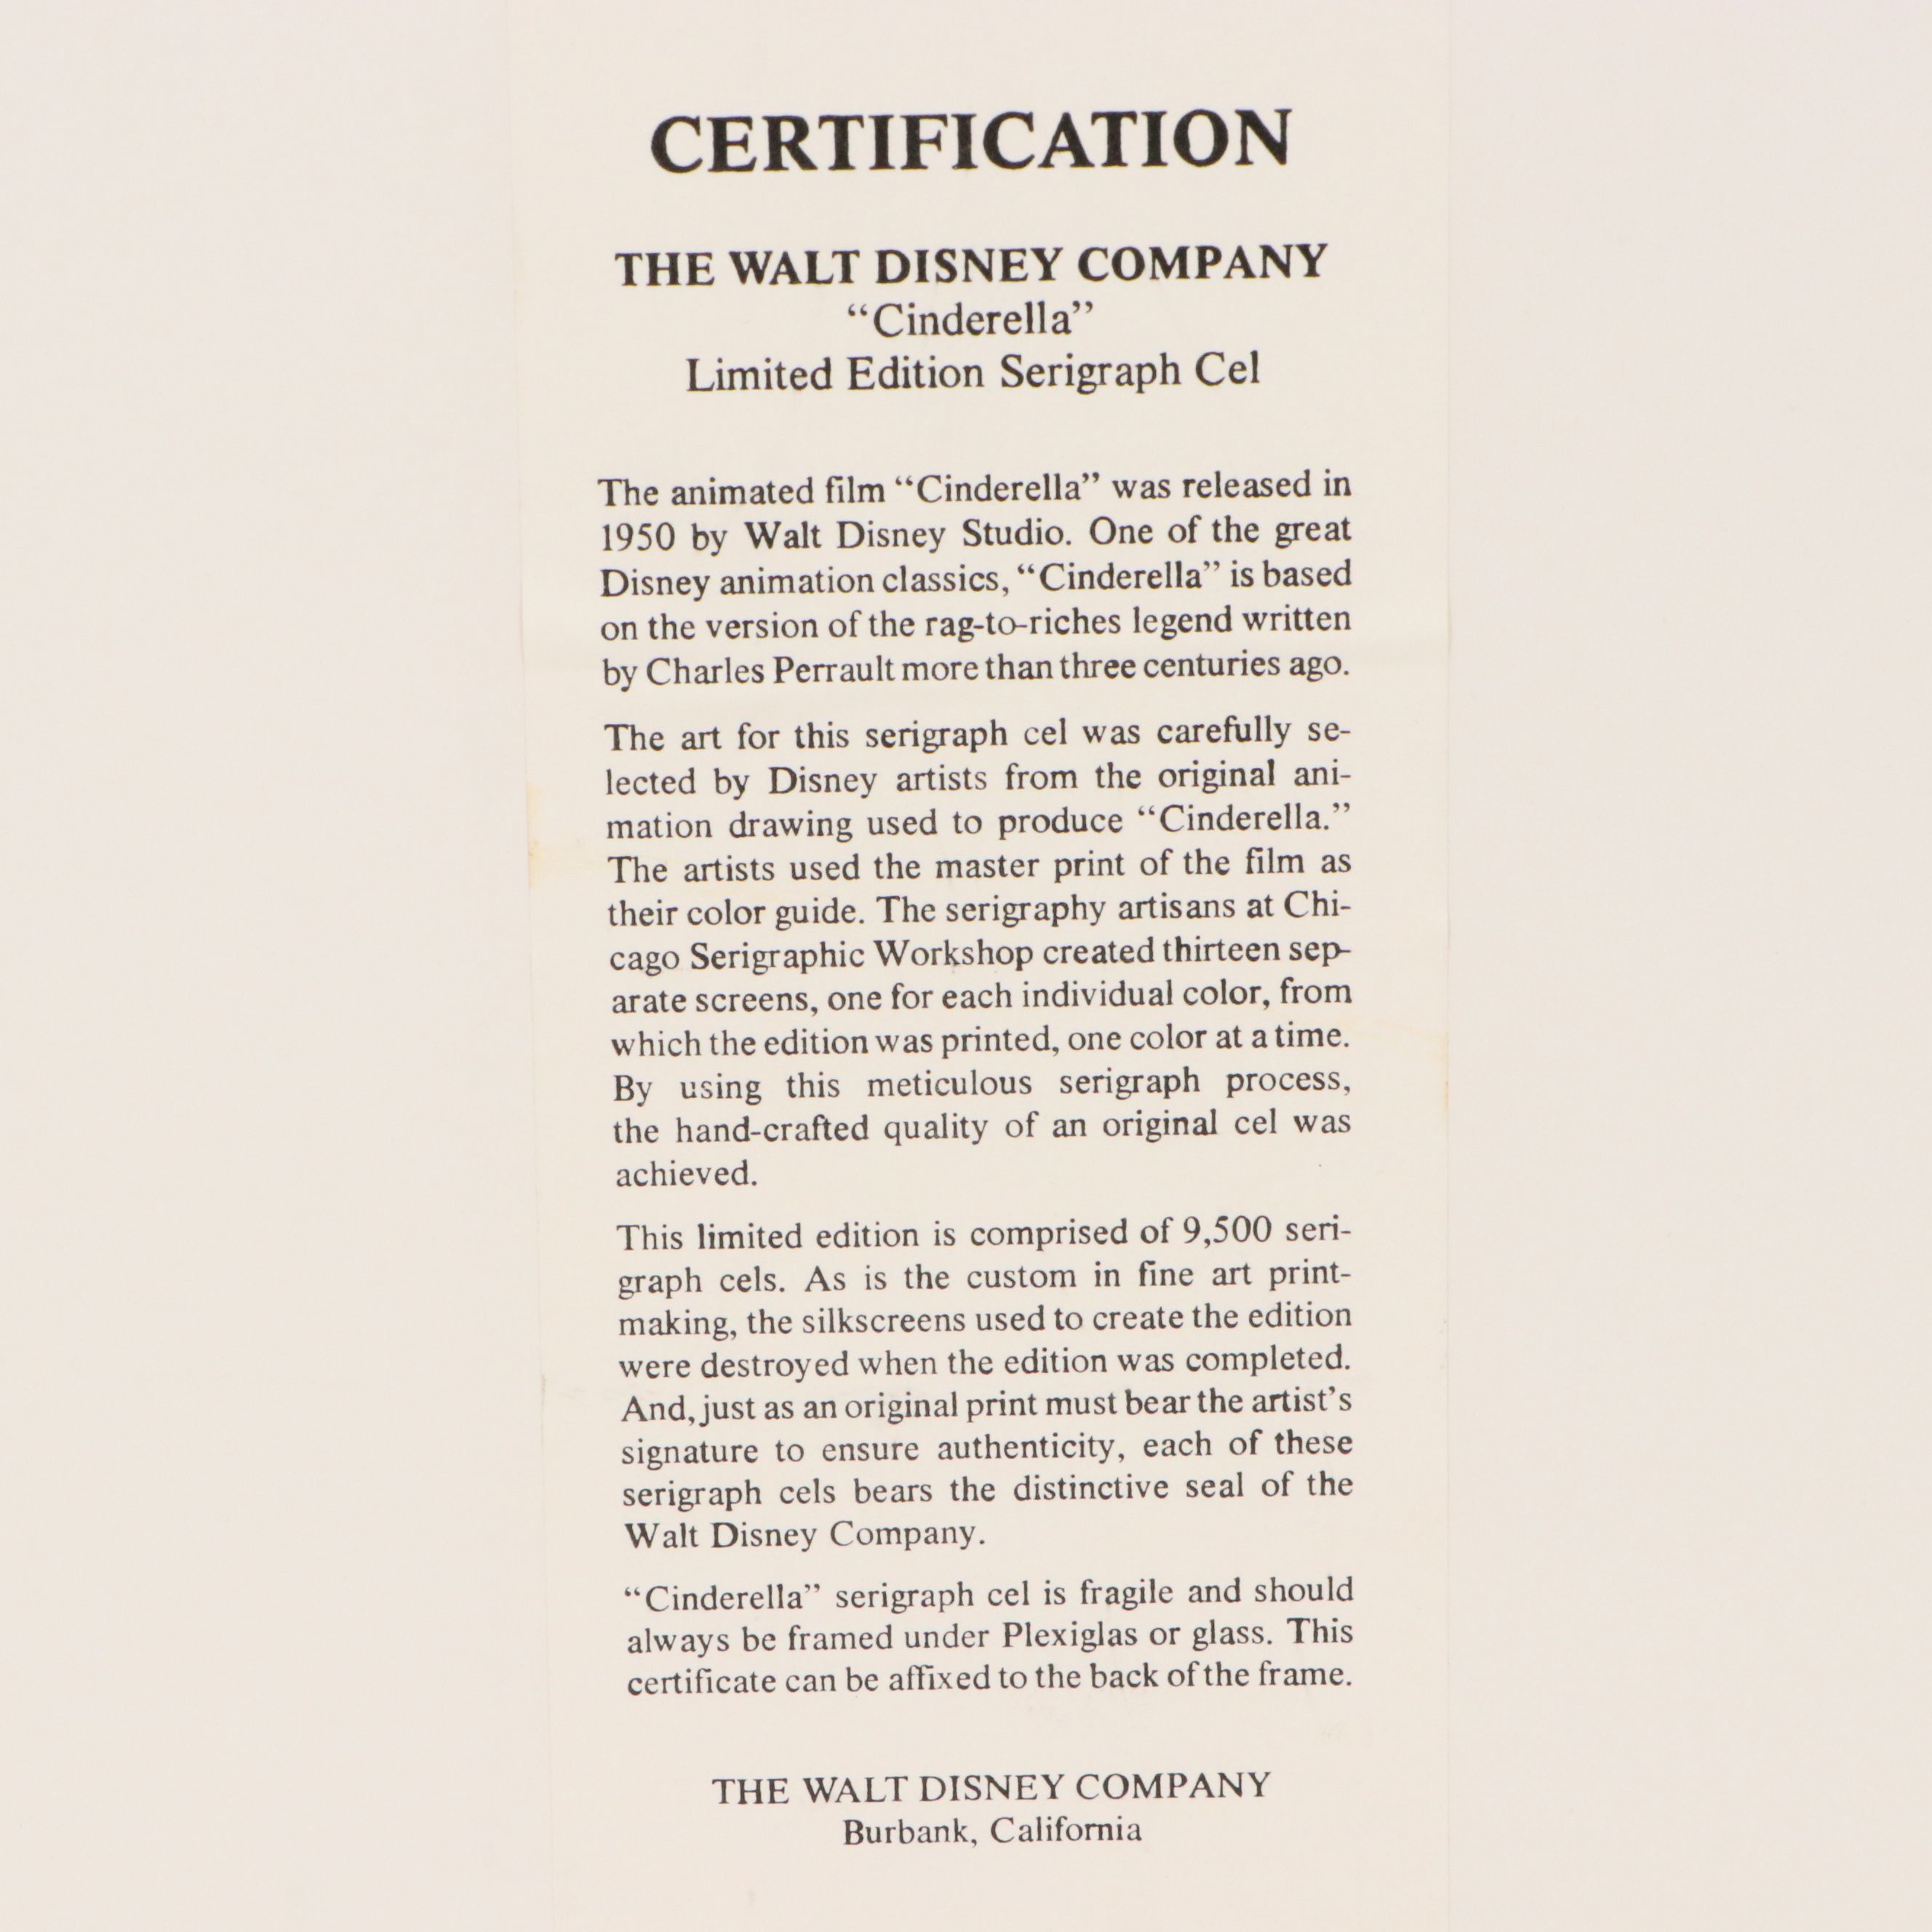 CERTIFICATION
THE WALT DISNEY COMPANY
“Cinderella”
Limited Edition Serigraph Cel
The animated film “Cinderella” was released in
1950 by Walt Disney Studio. One of the great
Disney animation classics, “Cinderella” is based
on the version of the rag-to-riches legend written
by Charles Perrault more than three centuries ago.
The art for this serigraph cel was carefully se-
lected by Disney artists from the original ani-
mation drawing used to produce “Cinderella.”
The artists used the master print of the film as
their color guide. The serigraphy artisans at Chi-
cago Serigraphic Workshop created thirteen sep-
arate screens, one for each individual color, from
which the edition was printed, one color at a time.
By using this meticulous serigraph process,
the hand-crafted quality of an original cel was
achieved.
This limited edition is comprised of 9,500 seri-
graph cels. As is the custom in fine art print-
making, the silkscreens used to create the edition
were destroyed when the edition was completed.
And, just as an original print must bear the artist’s
signature to ensure authenticity, each of these
serigraph cels bears the distinctive seal of the
Walt Disney Company.
“Cinderella” serigraph cel is fragile and should
always be framed under Plexiglas or glass. This
certificate can be affixed to the back of the frame.
THE WALT DISNEY COMPANY
Burbank, California